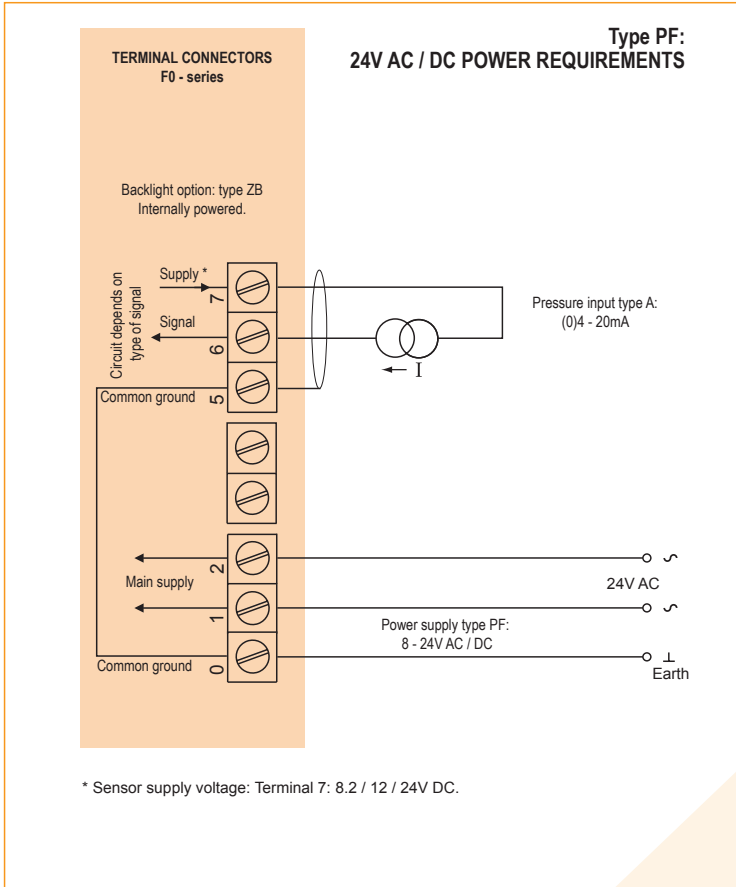 Type PF:
24V AC / DC POWER REQUIREMENTS
TERMINAL CONNECTORS
F0 - series
Backlight option: type ZB
Internally powered.
Circuit depends on
type of signal
Supply *
7
Signal
6
Common ground
5
Pressure input type A:
(0)4 - 20mA
I
2
Main supply
24V AC
1
Power supply type PF:
8 - 24V AC / DC
Common ground
0
Earth
* Sensor supply voltage: Terminal 7: 8.2 / 12 / 24V DC.